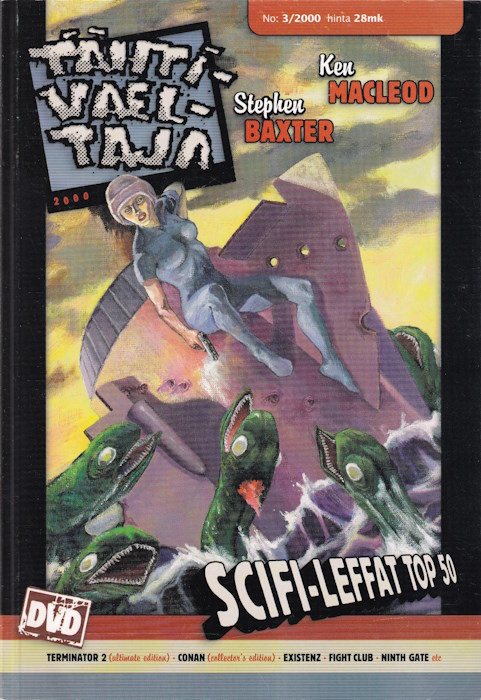 No: 3/2000 hinta 28mk
TÄHTI-
VAEL-
TAJA
2000
Ken
MACLEOD
Stephen
BAXTER
SCIFI-LEFFAT TOP 50
DVD
TERMINATOR 2 (ultimate edition) · CONAN (collector's edition) · EXISTENZ · FIGHT CLUB · NINTH GATE etc